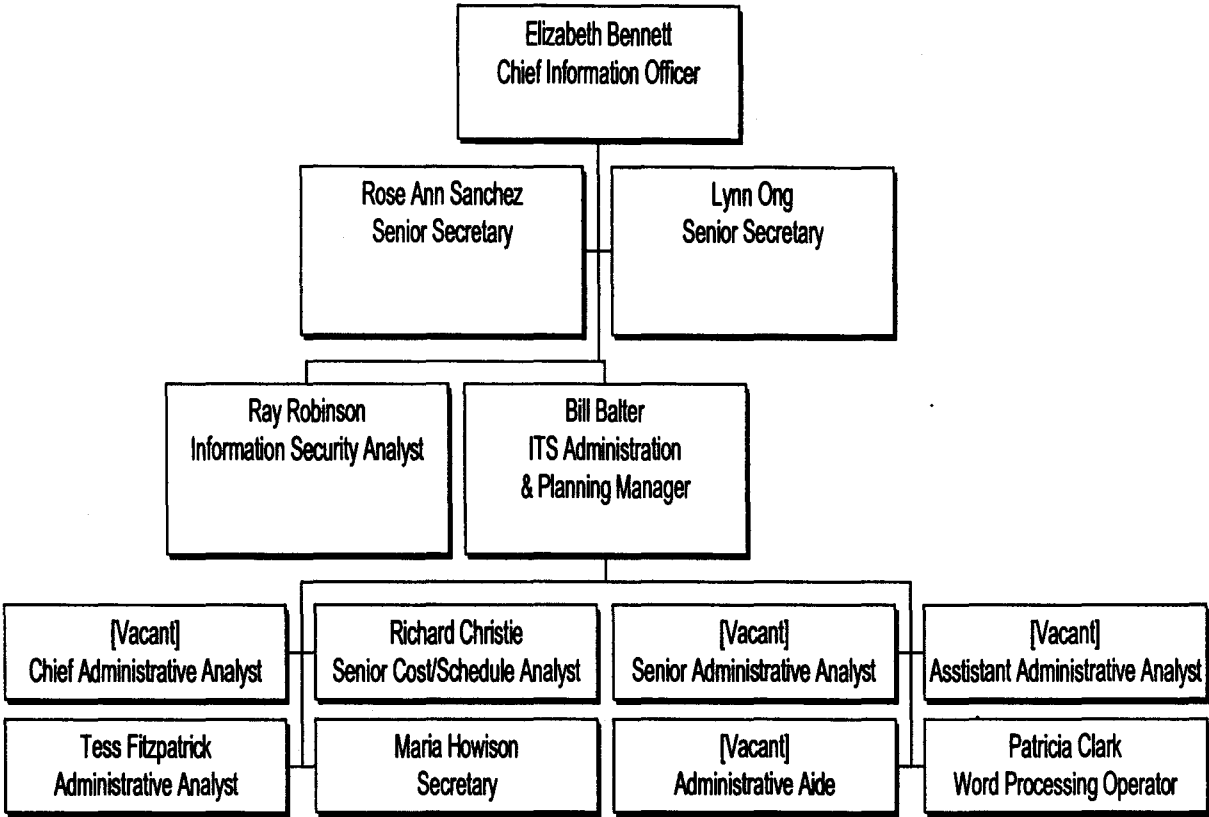 Elizabeth Bennett
Chief Information Officer
Rose Ann Sanchez
Senior Secretary
Lynn Ong
Senior Secretary
Ray Robinson
Information Security Analyst
Bill Balter
ITS Administration
& Planning Manager
[Vacant]
Chief Administrative Analyst
Richard Christie
Senior Cost/Schedule Analyst
[Vacant]
Senior Administrative Analyst
[Vacant]
Asstistant Administrative Analyst
Tess Fitzpatrick
Administrative Analyst
Maria Howison
Secretary
[Vacant]
Administrative Aide
Patricia Clark
Word Processing Operator